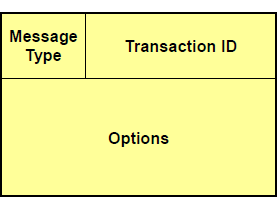 Message
Type
Transaction ID
Options